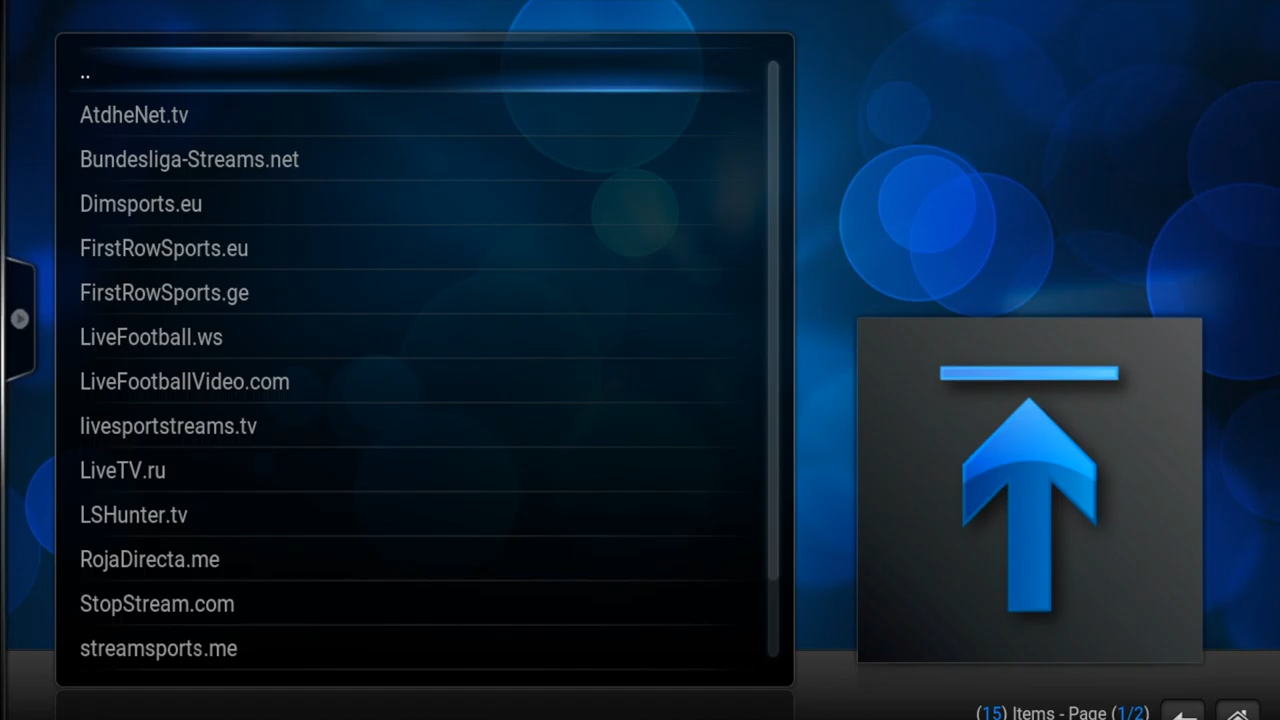 ..
AtdheNet.tv
Bundesliga-Streams.net
Dimsports.eu
FirstRowSports.eu
FirstRowSports.ge
LiveFootball.ws
LiveFootballVideo.com
livesportstreams.tv
LiveTV.ru
LSHunter.tv
RojaDirecta.me
StopStream.com
streamsports.me
(15) Items - Page (1/2)